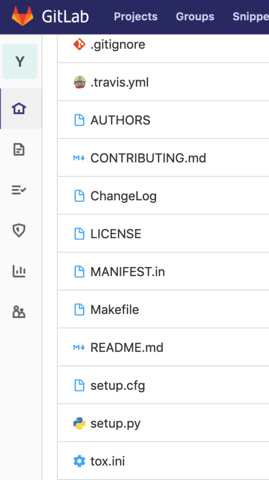 GitLab Projects Groups Snippe
Y
.gitignore
.travis.yml
AUTHORS
CONTRIBUTING.md
ChangeLog
LICENSE
MANIFEST.in
Makefile
README.md
setup.cfg
setup.py
tox.ini